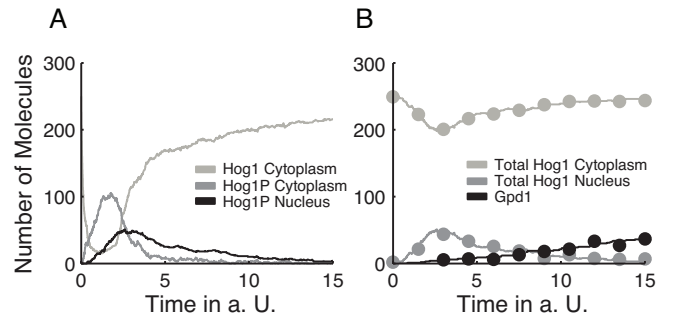 A
B
Number of Molecules
300
200
100
0
0 5 10 15
Time in a. U.
Hog1 Cytoplasm
Hog1P Cytoplasm
Hog1P Nucleus
300
200
100
0
0 5 10 15
Time in a. U.
Total Hog1 Cytoplasm
Total Hog1 Nucleus
Gpd1